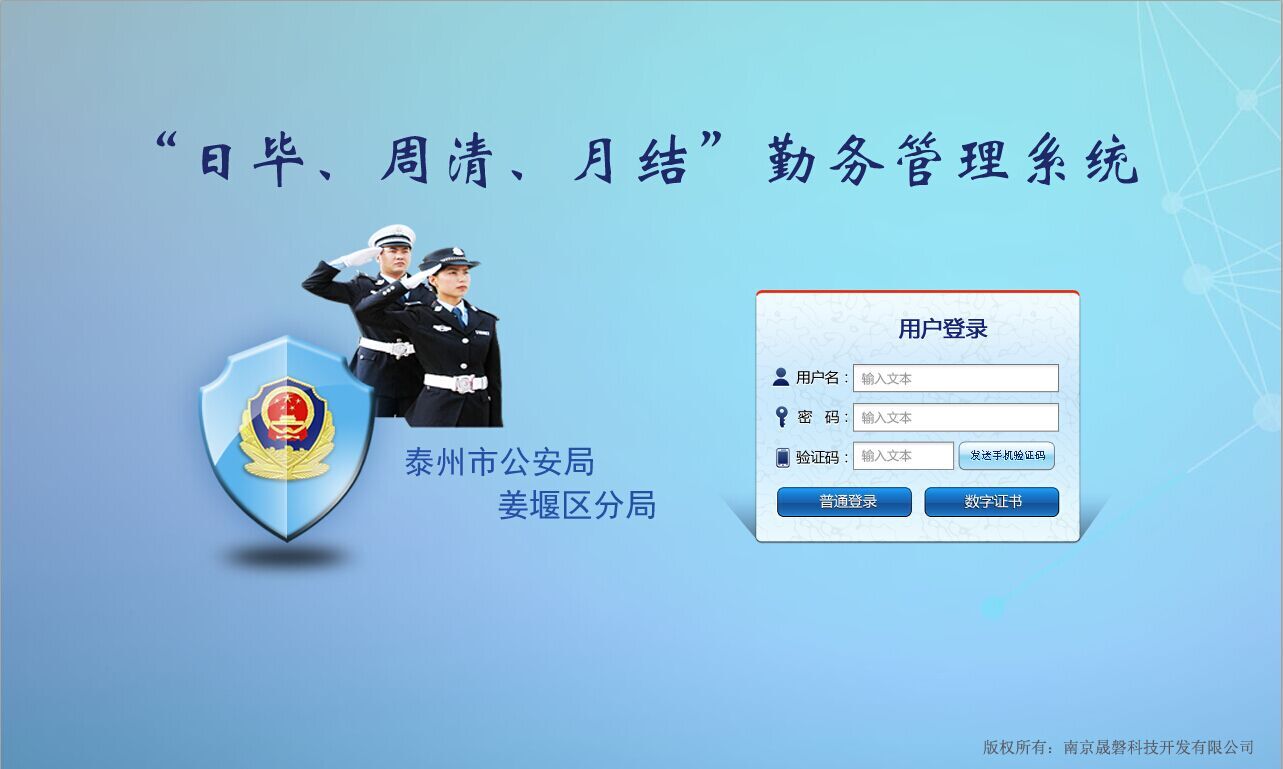 “日毕、周清、月结”勤务管理系统
用户登录
用户名： 输入文本
密 码： 输入文本
验证码： 输入文本 发送手机验证码
普通登录 数字证书
泰州市公安局
姜堰区分局
版权所有：南京晟磐科技开发有限公司